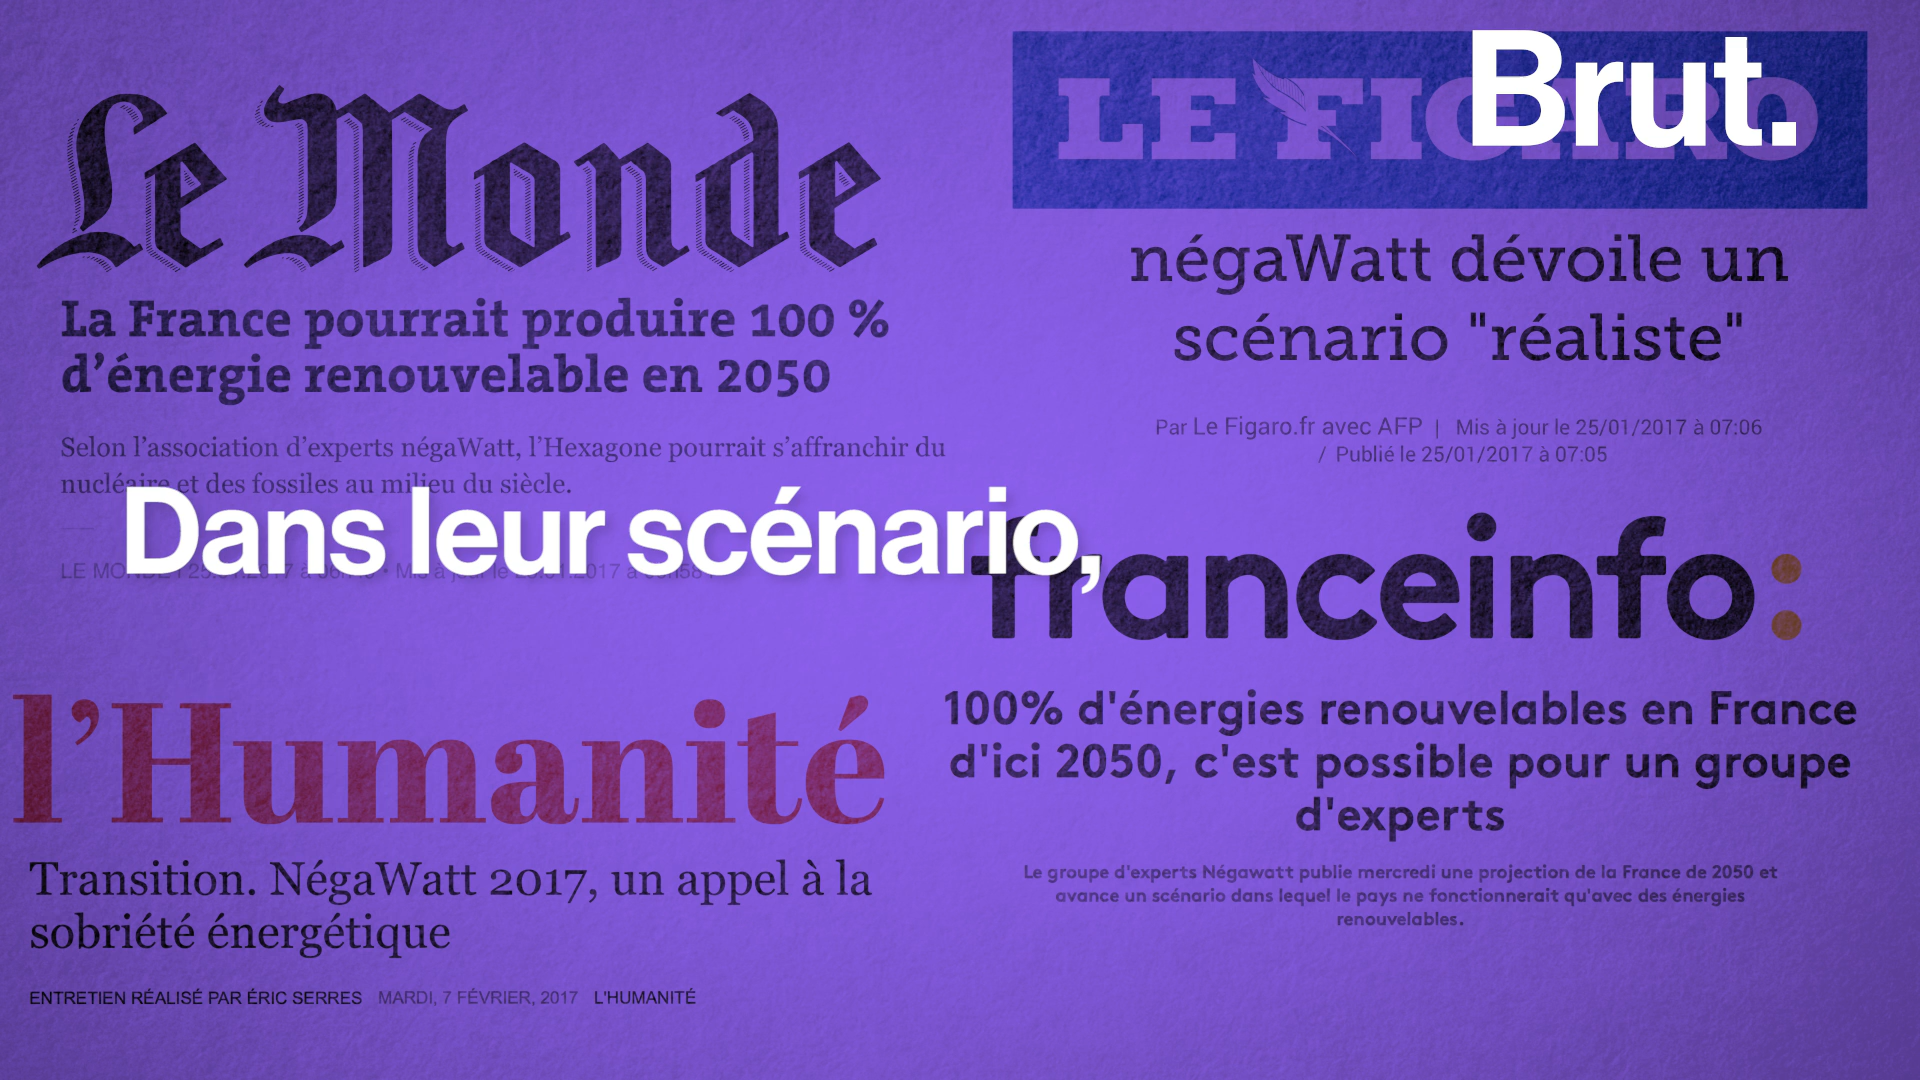 Le Monde
La France pourrait produire 100 %
d’énergie renouvelable en 2050
Selon l’association d’experts négaWatt, l’Hexagone pourrait s’affranchir du
nucléaire et des fossiles au milieu du siècle.
LE MONDE
Dans leur scénario,
l’Humanité
Transition. NégaWatt 2017, un appel à la
sobriété énergétique
ENTRETIEN RÉALISÉ PAR ÉRIC SERRES MARDI, 7 FÉVRIER, 2017 L'HUMANITÉ
LE FIGARO
Brut.
négaWatt dévoile un
scénario "réaliste"
Par Le Figaro.fr avec AFP | Mis à jour le 25/01/2017 à 07:06
/ Publié le 25/01/2017 à 07:05
franceinfo:
100% d'énergies renouvelables en France
d'ici 2050, c'est possible pour un groupe
d'experts
Le groupe d'experts Négawatt publie mercredi une projection de la France de 2050 et
avance un scénario dans lequel le pays ne fonctionnerait qu'avec des énergies
renouvelables.